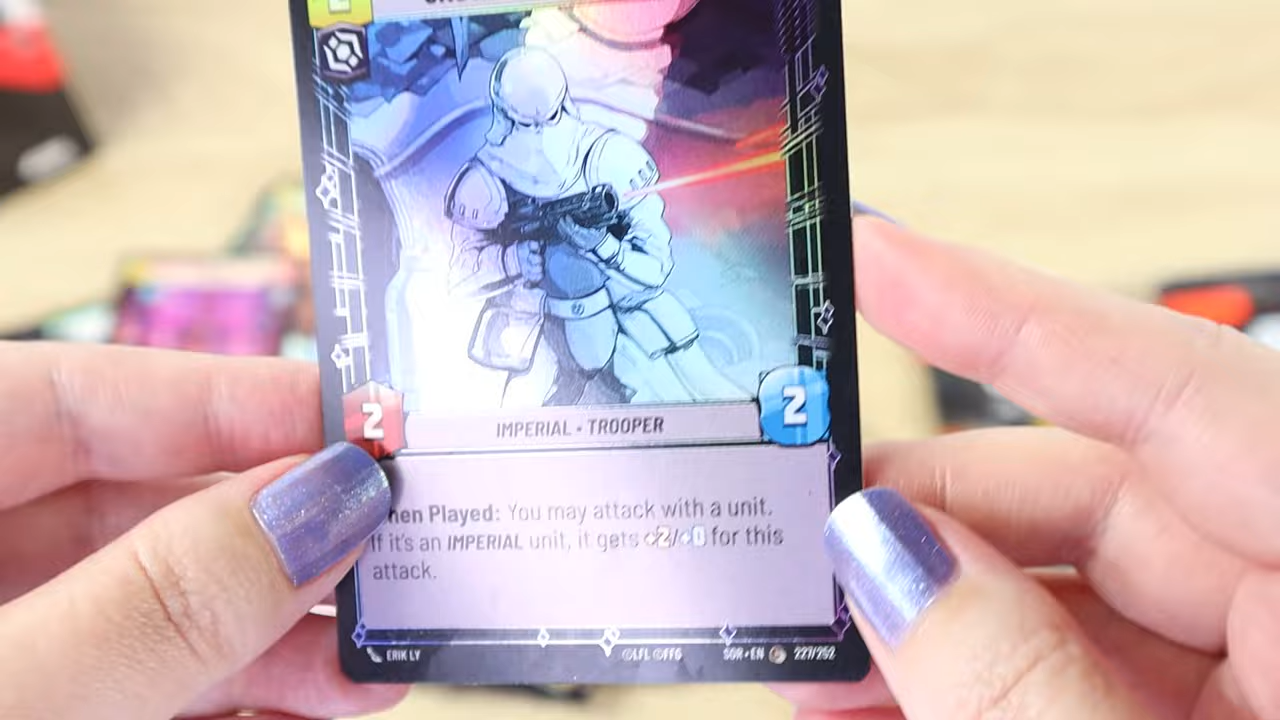 2
2
IMPERIAL • TROOPER
hen Played: You may attack with a unit.
If it's an IMPERIAL unit, it gets +2/+0 for this
attack.
ERIK LY
©LFL ©FFG
SOR • EN
227/252